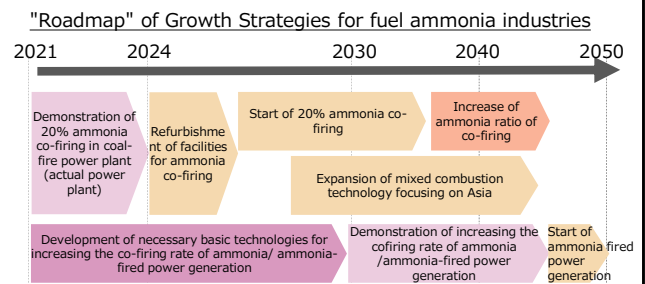 "Roadmap" of Growth Strategies for fuel ammonia industries
2021 2024 2030 2040 2050
Demonstration of
20% ammonia
co-firing in coal-
fire power plant
(actual power
plant)
Refurbishme
nt of facilities
for ammonia
co-firing
Start of 20% ammonia co-
firing
Increase of
ammonia ratio of
co-firing
Expansion of mixed combustion
technology focusing on Asia
Development of necessary basic technologies for
increasing the co-firing rate of ammonia/ ammonia-
fired power generation
Demonstration of increasing the
cofiring rate of ammonia
/ammonia-fired power
generation
Start of
ammonia fired
power
generation